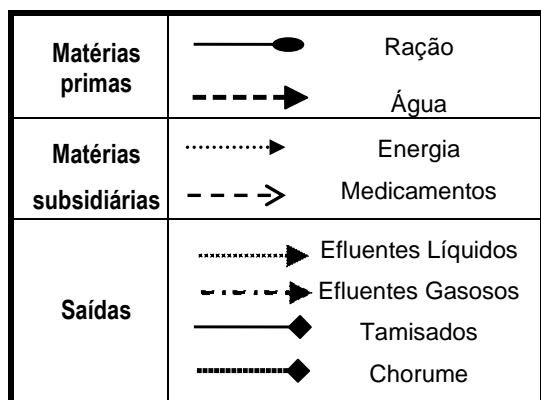 Matérias
primas
Ração
Água
Matérias
subsidiárias
Energia
Medicamentos
Saídas
Efluentes Líquidos
Efluentes Gasosos
Tamisados
Chorume